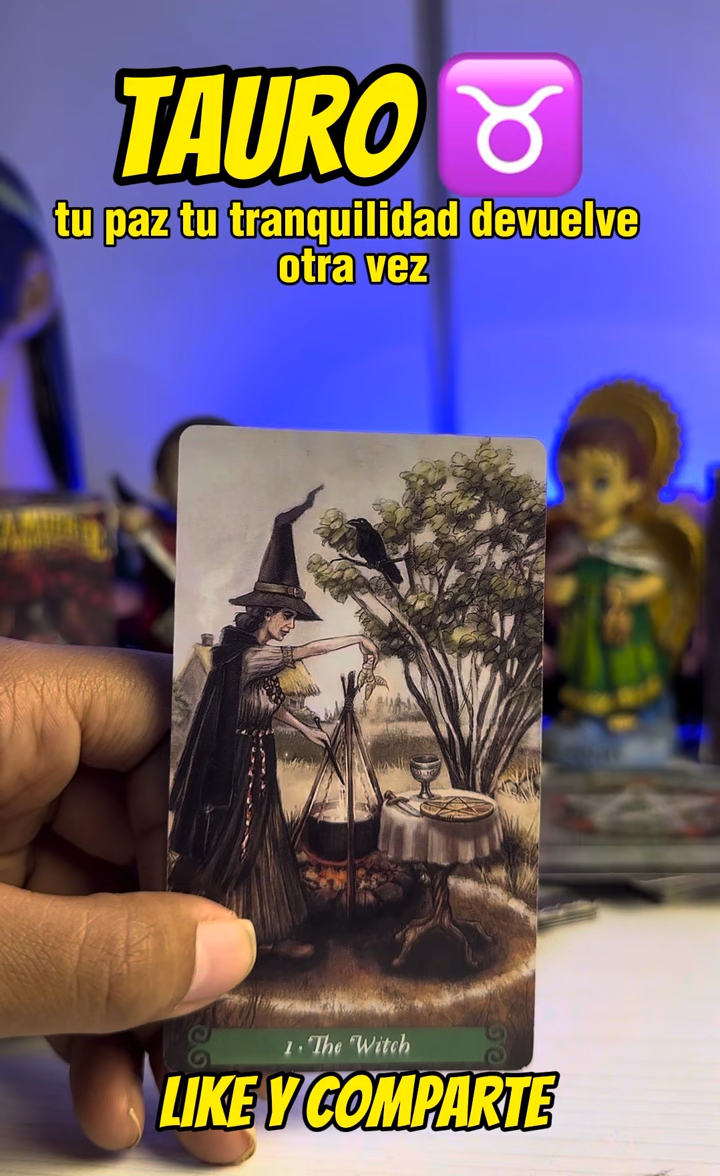 TAURO
tu paz tu tranquilidad devuelve
otra vez
1 • The Witch
LIKE Y COMPARTE